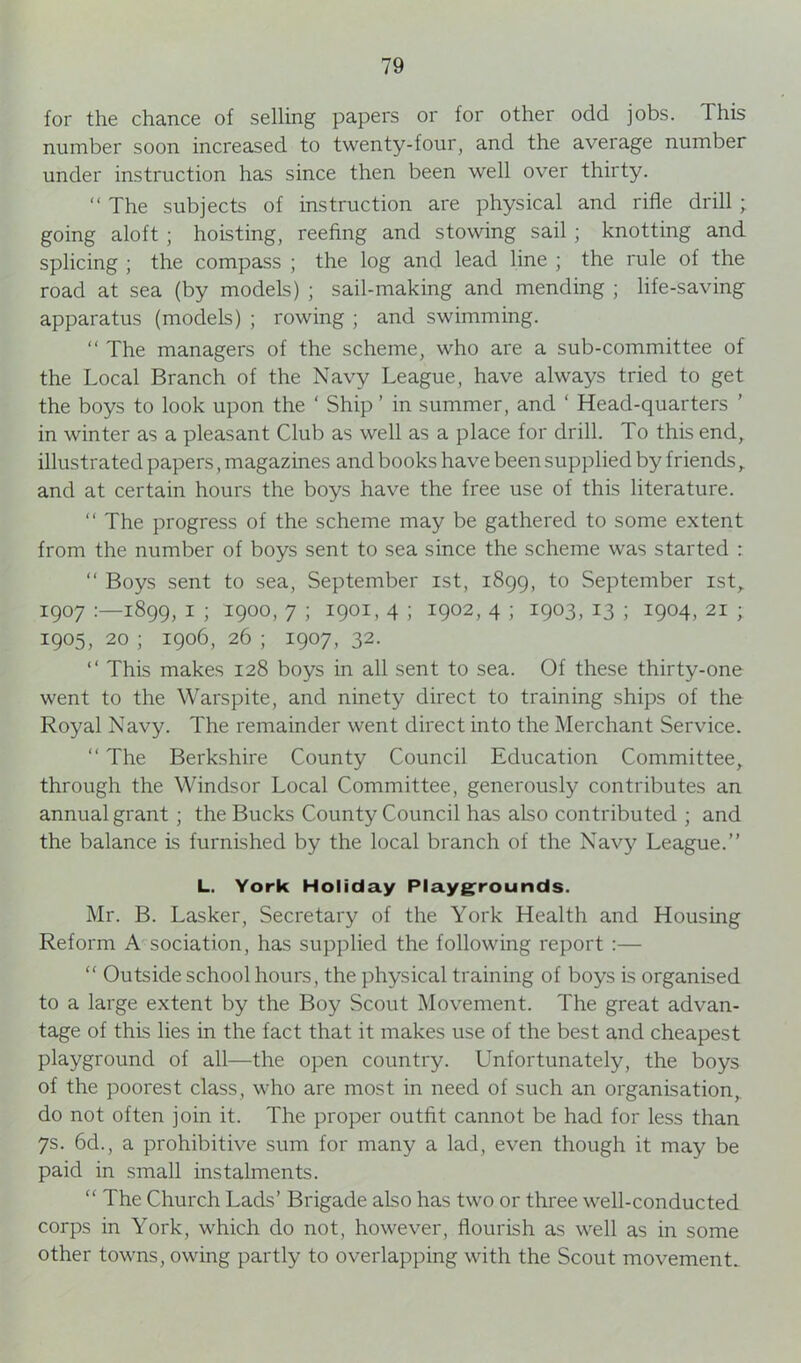 79
for the chance of selling papers or for other odd jobs. This
number soon increased to twenty-four, and the average number
under instruction has since then been well over thirty.
“ The subjects of instruction are physical and rifle drill ;
going aloft ; hoisting, reefing and stowing sail ; knotting and
splicing ; the compass ; the log and lead line ; the rule of the
road at sea (by models) ; sail-making and mending ; life-saving
apparatus (models) ; rowing ; and swimming.
“ The managers of the scheme, who are a sub-committee of
the Local Branch of the Navy League, have always tried to get
the boys to look upon the ‘ Ship ’ in summer, and ‘ Head-quarters ’
in winter as a pleasant Club as well as a place for drill. To this end,
illustrated papers, magazines and books have been supplied by friends,
and at certain hours the boys have the free use of this literature.
“ The progress of the scheme may be gathered to some extent
from the number of boys sent to sea since the scheme was started :
“ Boys sent to sea, September 1st, 1899, to September 1st,
1907 :—1899, 1 ; 1900, 7 ; 1901, 4 ; 1902, 4 ; 1903, 13 ; 1904, 21 ;
1905, 20 ; 1906, 26 ; 1907, 32.
“ This makes 128 boys in all sent to sea. Of these thirty-one
went to the Warspite, and ninety direct to training ships of the
Royal Navy. The remainder went direct into the Merchant Service.
“ The Berkshire County Council Education Committee,
through the Windsor Local Committee, generously contributes an
annual grant ; the Bucks County Council has also contributed ; and
the balance is furnished by the local branch of the Navy League.”
L. York Holiday Playgrounds.
Mr. B. Lasker, Secretary of the York Health and Housing
Reform A sociation, has supplied the following report :—
“ Outside school hours, the physical training of boys is organised
to a large extent by the Boy Scout Movement. The great advan-
tage of this lies in the fact that it makes use of the best and cheapest
playground of all—the open country. Unfortunately, the boys
of the poorest class, who are most in need of such an organisation,
do not often join it. The proper outfit cannot be had for less than
7s. 6d., a prohibitive sum for many a lad, even though it may be
paid in small instalments.
“ The Church Lads’ Brigade also has two or three well-conducted
corps in York, which do not, however, flourish as well as in some
other towns, owing partly to overlapping with the Scout movement.